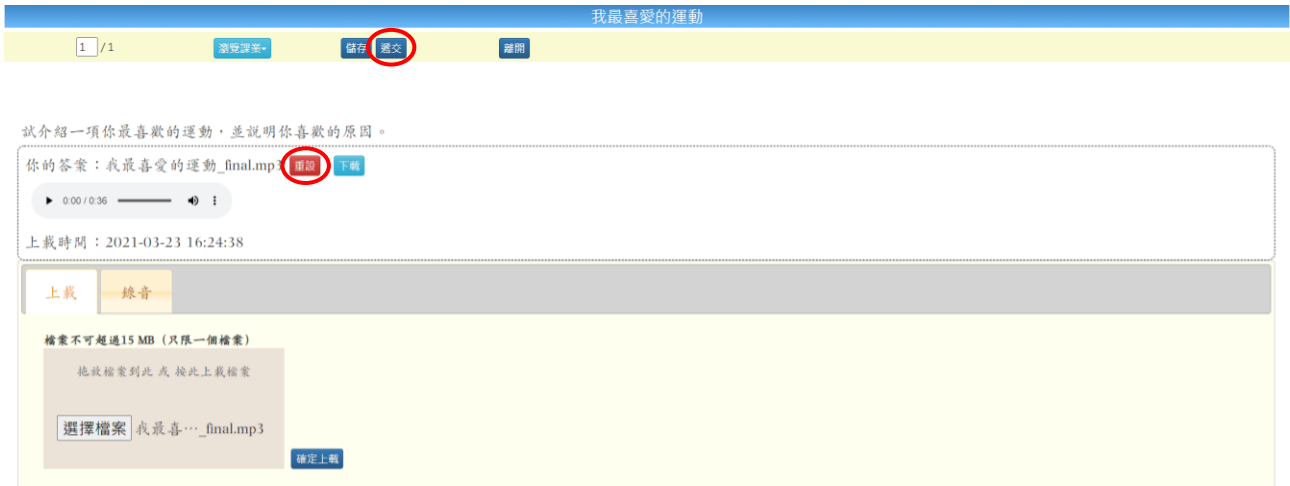 我最喜愛的運動
1 /1 瀏覽課業 儲存 遞交 離開
試介紹一項你最喜歡的運動，並說明你喜歡的原因。
你的答案：我最喜愛的運動_final.mp3 重設 下載
0:00 / 0:36
上載時間：2021-03-23 16:24:38
上載 錄音
檔案不可超過15 MB（只限一個檔案）
拖放檔案到此 或 按此上載檔案
選擇檔案 我最喜…_final.mp3
確定上載